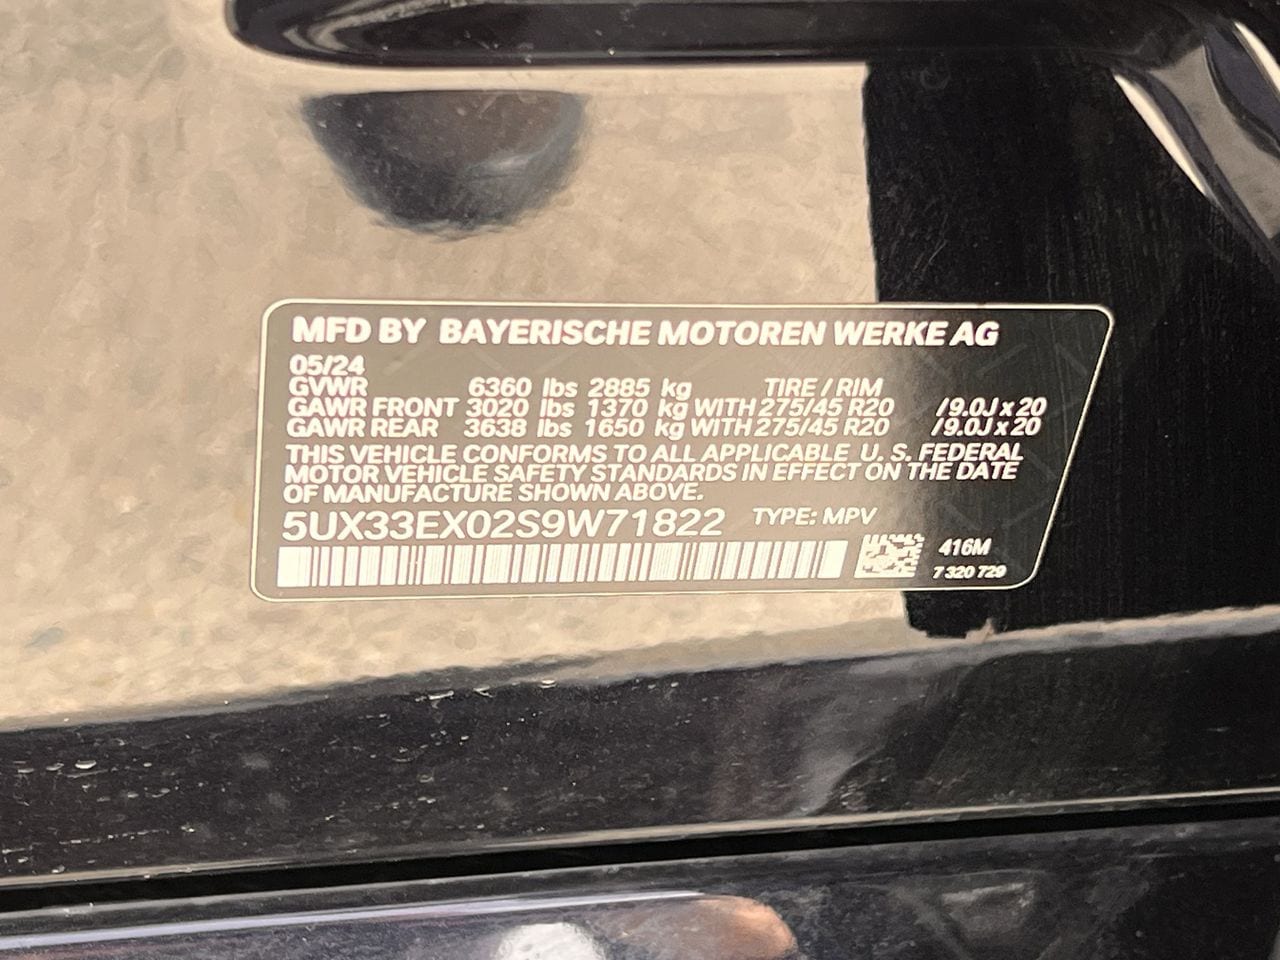 MFD BY BAYERISCHE MOTOREN WERKE AG
05/24
GVWR 6360 lbs 2885 kg TIRE / RIM
GAWR FRONT 3020 lbs 1370 kg WITH 275/45 R20 / 9.0J x 20
GAWR REAR 3638 lbs 1650 kg WITH 275/45 R20 / 9.0J x 20
THIS VEHICLE CONFORMS TO ALL APPLICABLE U. S. FEDERAL
MOTOR VEHICLE SAFETY STANDARDS IN EFFECT ON THE DATE
OF MANUFACTURE SHOWN ABOVE.
5UX33EX02S9W71822 TYPE: MPV
416M
7 320 729